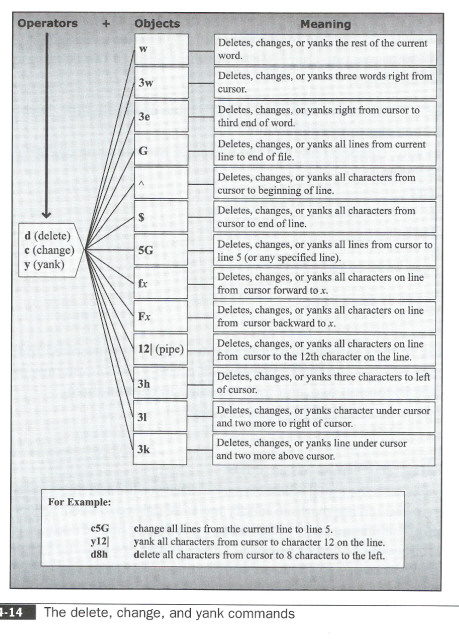 Operators + Objects Meaning
w
Deletes, changes, or yanks the rest of the current
word.
3w
Deletes, changes, or yanks three words right from
cursor.
3e
Deletes, changes, or yanks right from cursor to
third end of word.
G
Deletes, changes, or yanks all lines from current
line to end of file.
^
Deletes, changes, or yanks all characters from
cursor to beginning of line.
$
Deletes, changes, or yanks all characters from
cursor to end of line.
d (delete)
c (change)
y (yank)
5G
Deletes, changes, or yanks all lines from cursor to
line 5 (or any specified line).
fx
Deletes, changes, or yanks all characters on line
from cursor forward to x.
Fx
Deletes, changes, or yanks all characters on line
from cursor backward to x.
12| (pipe)
Deletes, changes, or yanks all characters on line
from cursor to the 12th character on the line.
3h
Deletes, changes, or yanks three characters to left
of cursor.
3l
Deletes, changes, or yanks character under cursor
and two more to right of cursor.
3k
Deletes, changes, or yanks line under cursor
and two more above cursor.
For Example:
c5G change all lines from the current line to line 5.
y12| yank all characters from cursor to character 12 on the line.
d8h delete all characters from cursor to 8 characters to the left.
4-14 The delete, change, and yank commands